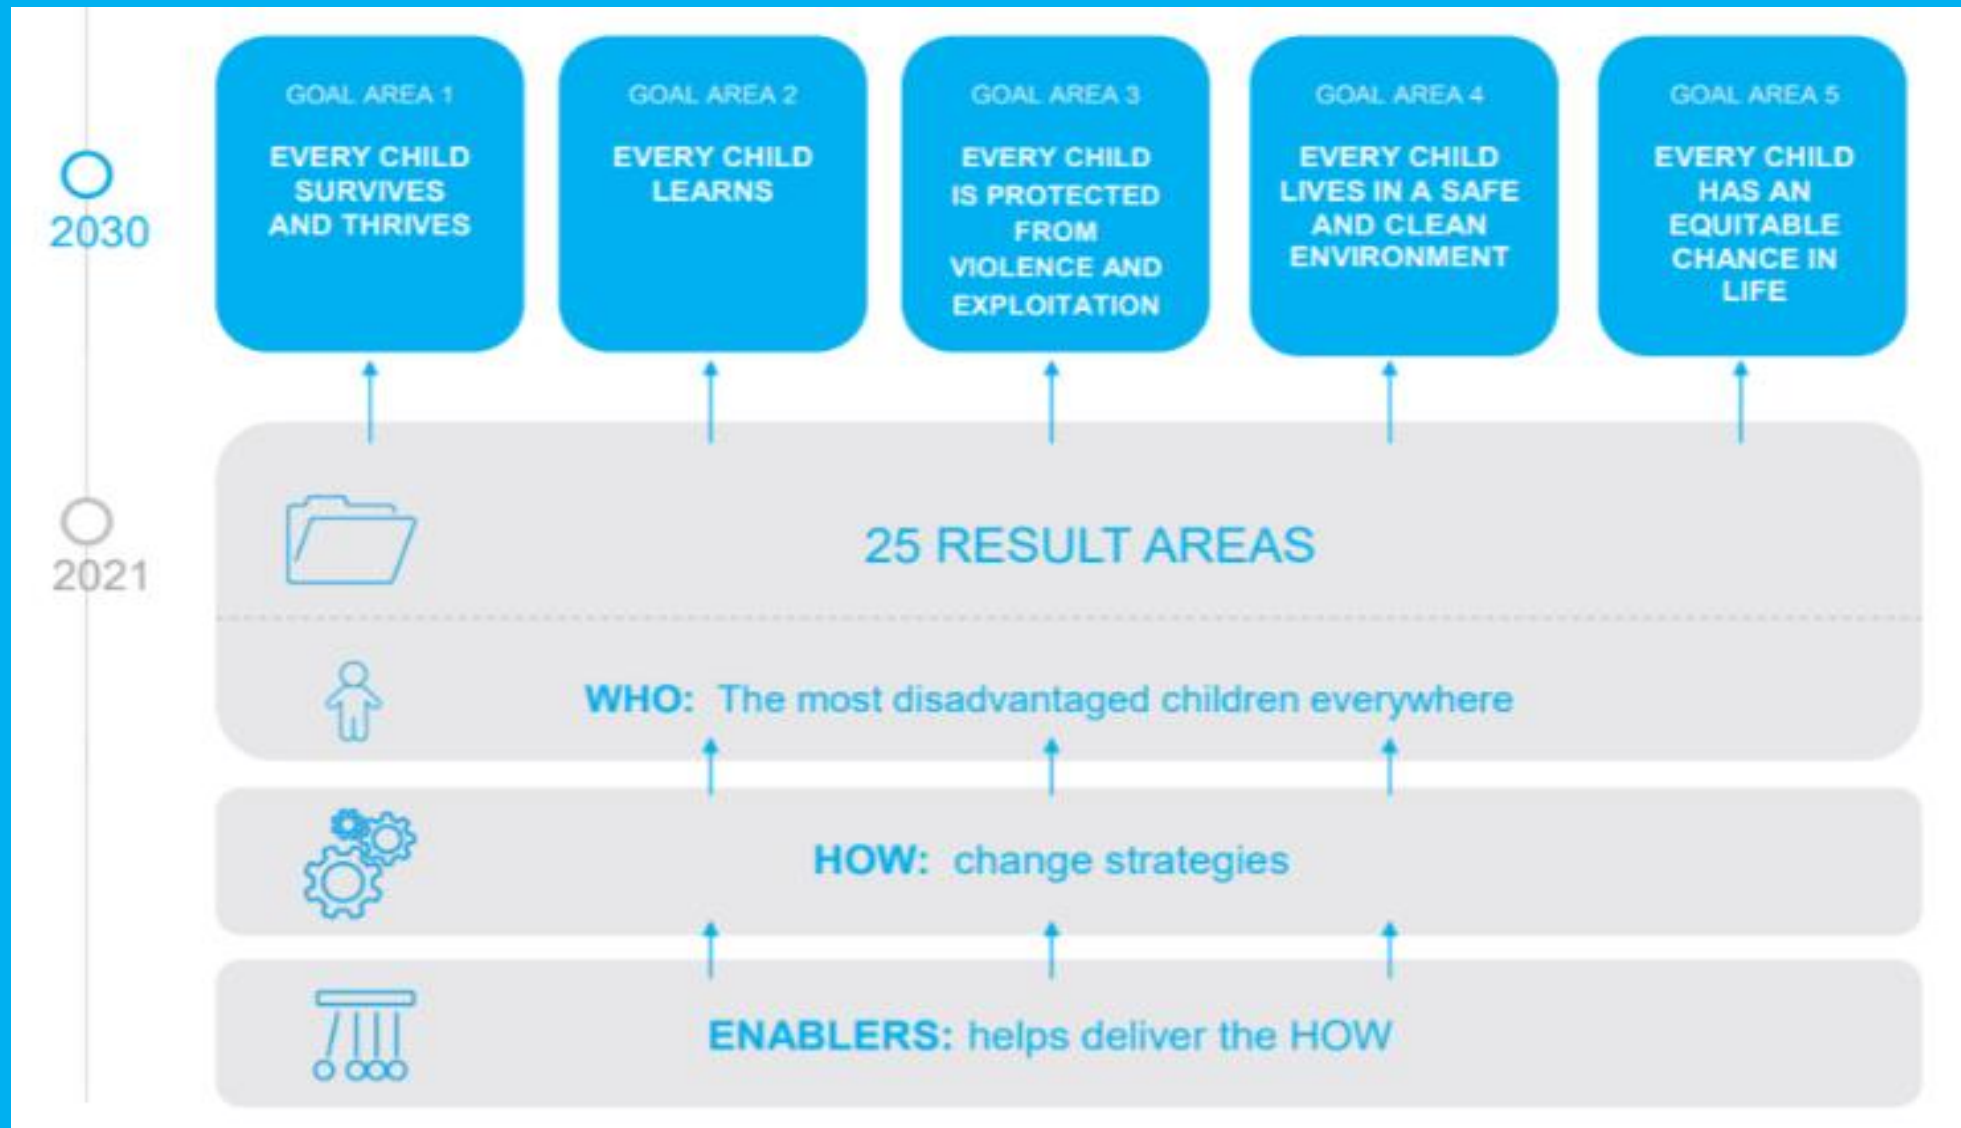 GOAL AREA 1
EVERY CHILD
SURVIVES
AND THRIVES
GOAL AREA 2
EVERY CHILD
LEARNS
GOAL AREA 3
EVERY CHILD
IS PROTECTED
FROM
VIOLENCE AND
EXPLOITATION
GOAL AREA 4
EVERY CHILD
LIVES IN A SAFE
AND CLEAN
ENVIRONMENT
GOAL AREA 5
EVERY CHILD
HAS AN
EQUITABLE
CHANCE IN
LIFE
2030
2021
25 RESULT AREAS
WHO: The most disadvantaged children everywhere
HOW: change strategies
ENABLERS: helps deliver the HOW